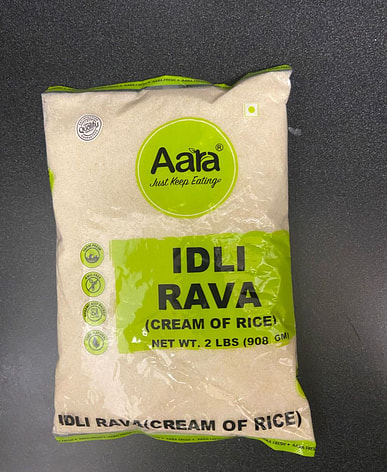 Quality
Aara®
Just Keep Eating®
IDLI
RAVA
(CREAM OF RICE)
NET WT. 2 LBS (908 GM)
IDLI RAVA(CREAM OF RICE)